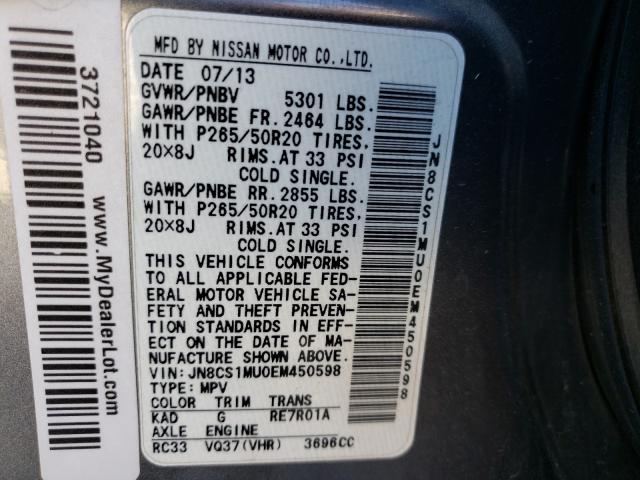 MFD BY NISSAN MOTOR CO.,LTD.
DATE 07/13
GVWR/PNBV 5301 LBS.
GAWR/PNBE FR. 2464 LBS.
WITH P265/50R20 TIRES,
20×8J RIMS.AT 33 PSI
COLD SINGLE.
GAWR/PNBE RR. 2855 LBS.
WITH P265/50R20 TIRES,
20×8J RIMS.AT 33 PSI
COLD SINGLE.
THIS VEHICLE CONFORMS
TO ALL APPLICABLE FED-
ERAL MOTOR VEHICLE SA-
FETY AND THEFT PREVEN-
TION STANDARDS IN EFF-
ECT ON THE DATE OF MA-
NUFACTURE SHOWN ABOVE.
VIN: JN8CS1MU0EM450598
TYPE: MPV
COLOR TRIM TRANS
KAD G RE7R01A
AXLE ENGINE
RC33 VQ37(VHR) 3696CC
JN8CS1MU0EM450598
3721040
www.MyDealerLot.com